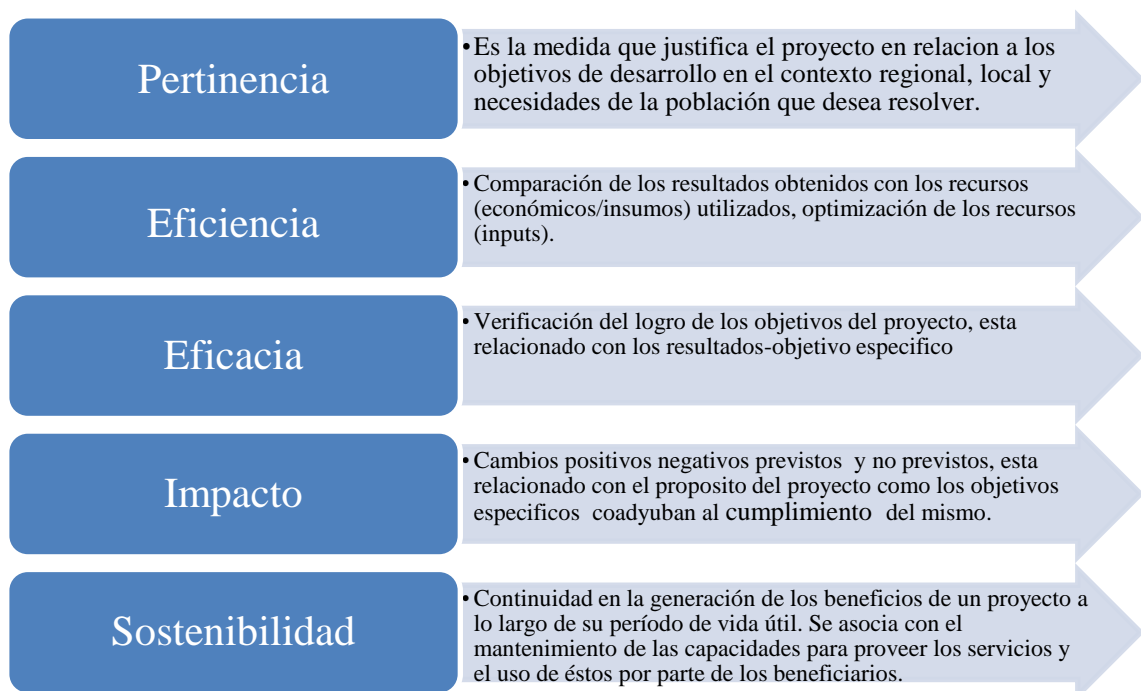 Pertinencia
•Es la medida que justifica el proyecto en relacion a los
objetivos de desarrollo en el contexto regional, local y
necesidades de la población que desea resolver.
Eficiencia
•Comparación de los resultados obtenidos con los recursos
(económicos/insumos) utilizados, optimización de los recursos
(inputs).
Eficacia
•Verificación del logro de los objetivos del proyecto, esta
relacionado con los resultados-objetivo especifico
Impacto
•Cambios positivos negativos previstos y no previstos, esta
relacionado con el proposito del proyecto como los objetivos
especificos coadyuban al cumplimiento del mismo.
Sostenibilidad
•Continuidad en la generación de los beneficios de un proyecto a
lo largo de su período de vida útil. Se asocia con el
mantenimiento de las capacidades para proveer los servicios y
el uso de éstos por parte de los beneficiarios.